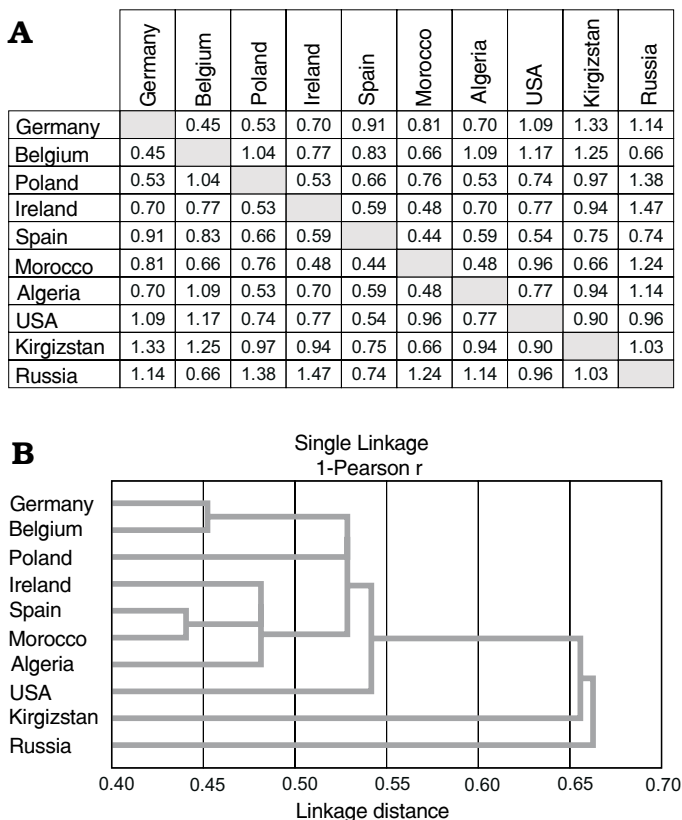 A
Germany Belgium Poland Ireland Spain Morocco Algeria USA Kirgizstan Russia
Germany 0.45 0.53 0.70 0.91 0.81 0.70 1.09 1.33 1.14
Belgium 0.45 1.04 0.77 0.83 0.66 1.09 1.17 1.25 0.66
Poland 0.53 1.04 0.53 0.66 0.76 0.53 0.74 0.97 1.38
Ireland 0.70 0.77 0.53 0.59 0.48 0.70 0.77 0.94 1.47
Spain 0.91 0.83 0.66 0.59 0.44 0.59 0.54 0.75 0.74
Morocco 0.81 0.66 0.76 0.48 0.44 0.48 0.96 0.66 1.24
Algeria 0.70 1.09 0.53 0.70 0.59 0.48 0.77 0.94 1.14
USA 1.09 1.17 0.74 0.77 0.54 0.96 0.77 0.90 0.96
Kirgizstan 1.33 1.25 0.97 0.94 0.75 0.66 0.94 0.90 1.03
Russia 1.14 0.66 1.38 1.47 0.74 1.24 1.14 0.96 1.03
B
Single Linkage
1-Pearson r
Germany
Belgium
Poland
Ireland
Spain
Morocco
Algeria
USA
Kirgizstan
Russia
0.40 0.45 0.50 0.55 0.60 0.65 0.70
Linkage distance